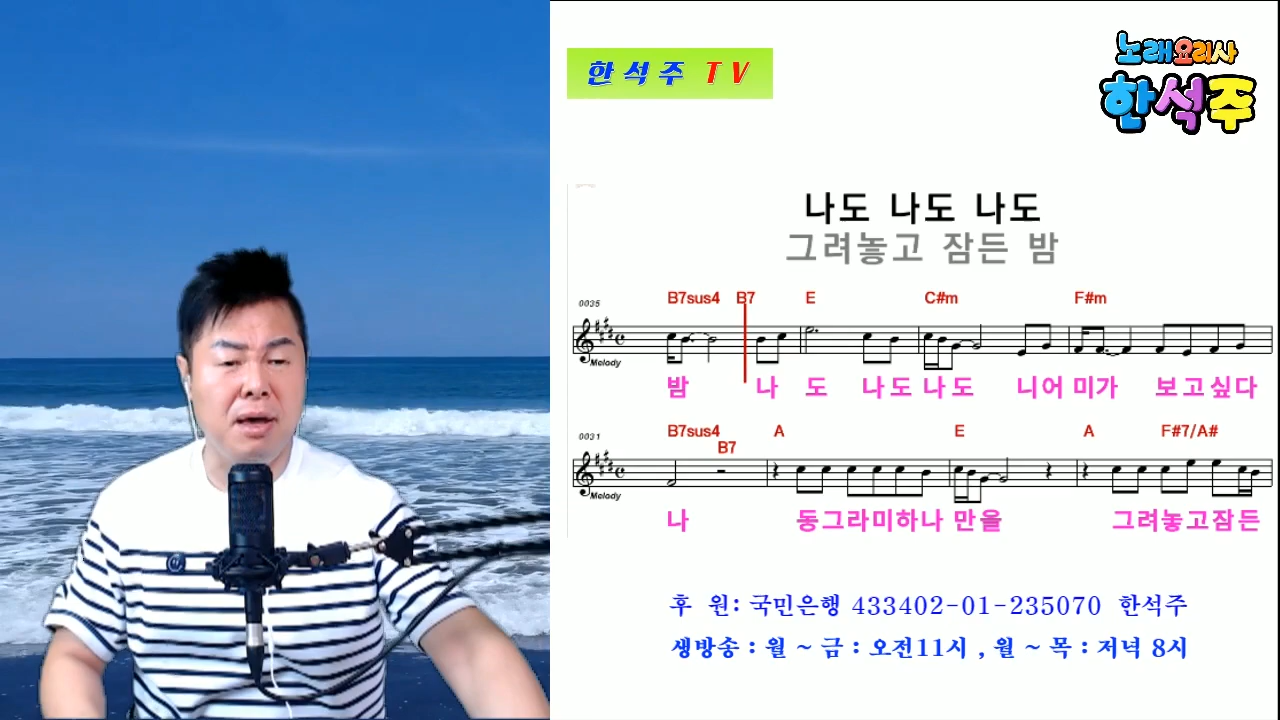 한석주 TV
노래요리사
한석주
나도 나도 나도
그려놓고 잠든 밤
0035
B7sus4 B7 E C#m F#m
Melody
밤 나 도 나도 나도 니어 미가 보고싶다
0031
B7sus4 B7 A E A F#7/A#
Melody
나 동그라미하나 만을 그려놓고잠든
후 원: 국민은행 433402-01-235070 한석주
생방송 : 월 ~ 금 : 오전11시 , 월 ~ 목 : 저녁 8시